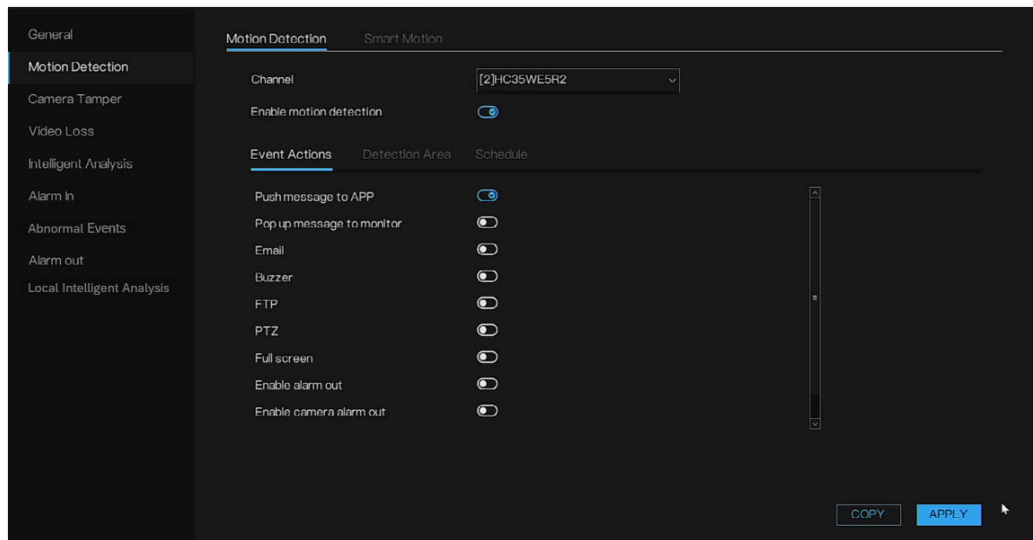 General
Motion Detection
Camera Tamper
Video Loss
Intelligent Analysis
Alarm In
Abnormal Events
Alarm out
Local Intelligent Analysis
Motion Detection Smart Motion
Channel [2]HC35WE5R2
Enable motion detection
Event Actions Detection Area Schedule
Push message to APP
Pop up message to monitor
Email
Buzzer
FTP
PTZ
Full screen
Enable alarm out
Enable camera alarm out
COPY APPLY